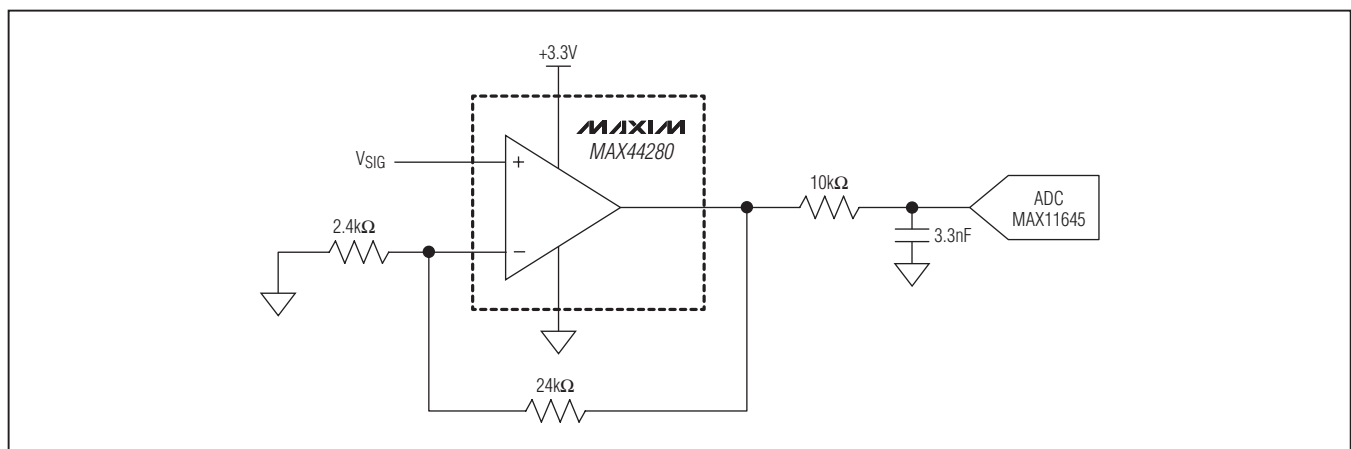 +3.3V
MAXIM
MAX44280
VSIG
+
−
2.4kΩ
24kΩ
10kΩ
3.3nF
ADC
MAX11645